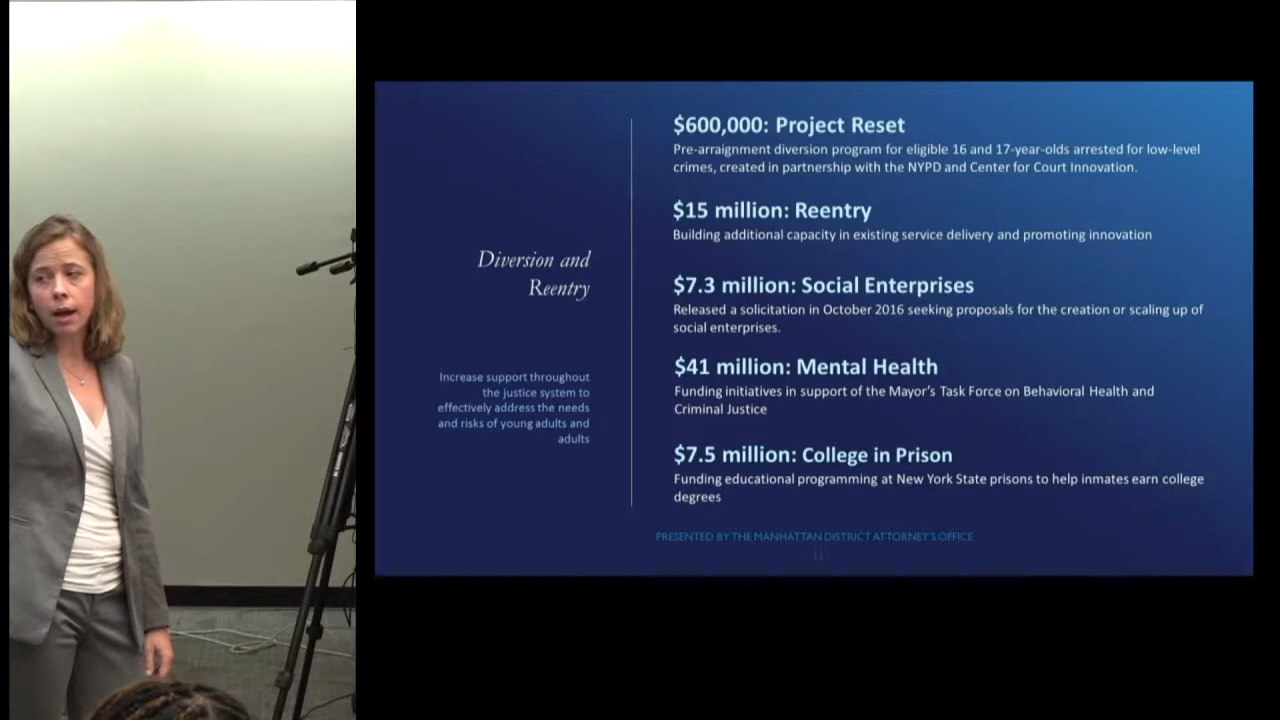 Diversion and
Reentry
Increase support throughout
the justice system to
effectively address the needs
and risks of young adults and
adults
$600,000: Project Reset
Pre-arraignment diversion program for eligible 16 and 17-year-olds arrested for low-level
crimes, created in partnership with the NYPD and Center for Court Innovation.
$15 million: Reentry
Building additional capacity in existing service delivery and promoting innovation
$7.3 million: Social Enterprises
Released a solicitation in October 2016 seeking proposals for the creation or scaling up of
social enterprises.
$41 million: Mental Health
Funding initiatives in support of the Mayor's Task Force on Behavioral Health and
Criminal Justice
$7.5 million: College in Prison
Funding educational programming at New York State prisons to help inmates earn college
degrees
PRESENTED BY THE MANHATTAN DISTRICT ATTORNEY'S OFFICE